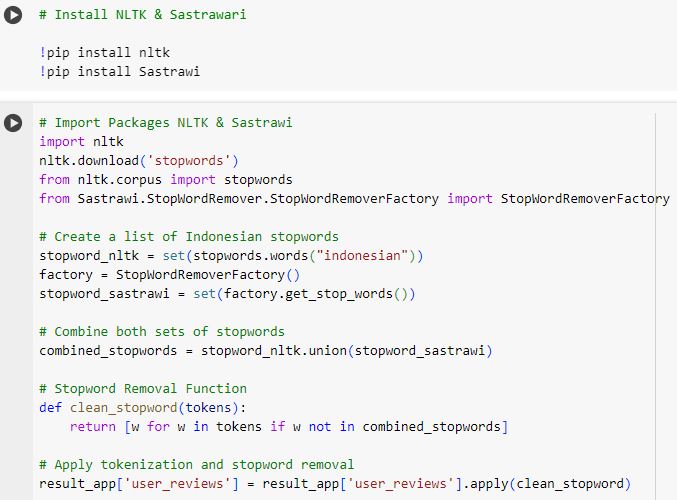 # Install NLTK & Sastrawari
!pip install nltk
!pip install Sastrawi
# Import Packages NLTK & Sastrawi
import nltk
nltk.download('stopwords')
from nltk.corpus import stopwords
from Sastrawi.StopWordRemover.StopWordRemoverFactory import StopWordRemoverFactory
# Create a list of Indonesian stopwords
stopword_nltk = set(stopwords.words("indonesian"))
factory = StopWordRemoverFactory()
stopword_sastrawi = set(factory.get_stop_words())
# Combine both sets of stopwords
combined_stopwords = stopword_nltk.union(stopword_sastrawi)
# Stopword Removal Function
def clean_stopword(tokens):
    return [w for w in tokens if w not in combined_stopwords]
# Apply tokenization and stopword removal
result_app['user_reviews'] = result_app['user_reviews'].apply(clean_stopword)